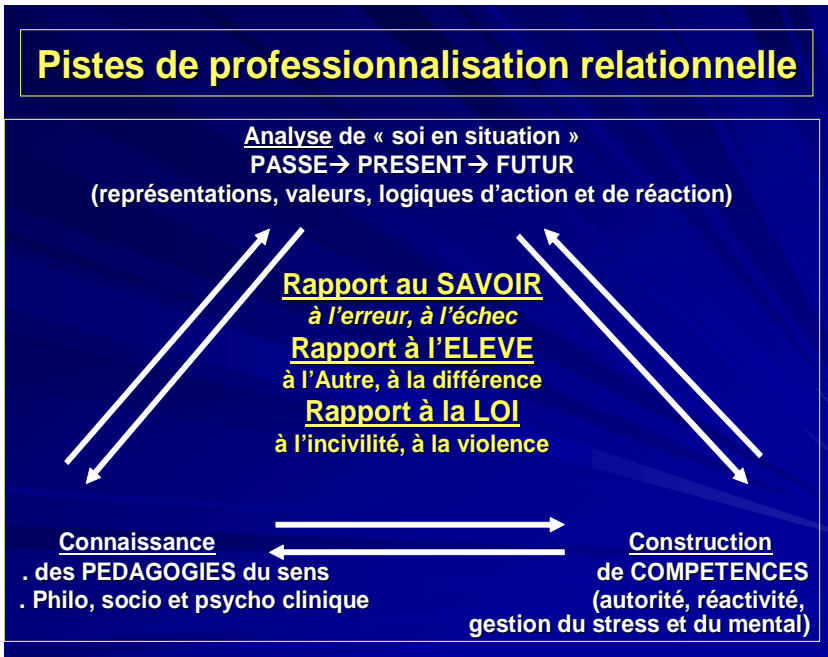 Pistes de professionnalisation relationnelle
Analyse de « soi en situation »
PASSE→ PRESENT→ FUTUR
(représentations, valeurs, logiques d'action et de réaction)
Rapport au SAVOIR
à l'erreur, à l'échec
Rapport à l'ELEVE
à l'Autre, à la différence
Rapport à la LOI
à l'incivilité, à la violence
Connaissance
. des PEDAGOGIES du sens
. Philo, socio et psycho clinique
Construction
de COMPETENCES
(autorité, réactivité,
gestion du stress et du mental)